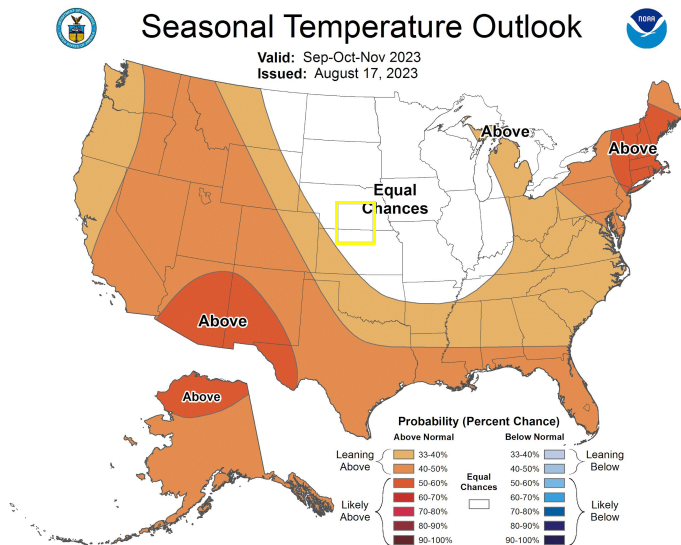 Seasonal Temperature Outlook
NOAA
Valid: Sep-Oct-Nov 2023
Issued: August 17, 2023
Above
Above
Equal
Chances
Above
Above
Probability (Percent Chance)
Above Normal
Below Normal
Leaning
Above
33-40%
40-50%
Likely
Above
50-60%
60-70%
70-80%
80-90%
90-100%
Equal
Chances
33-40%
40-50%
Leaning
Below
50-60%
60-70%
70-80%
80-90%
90-100%
Likely
Below